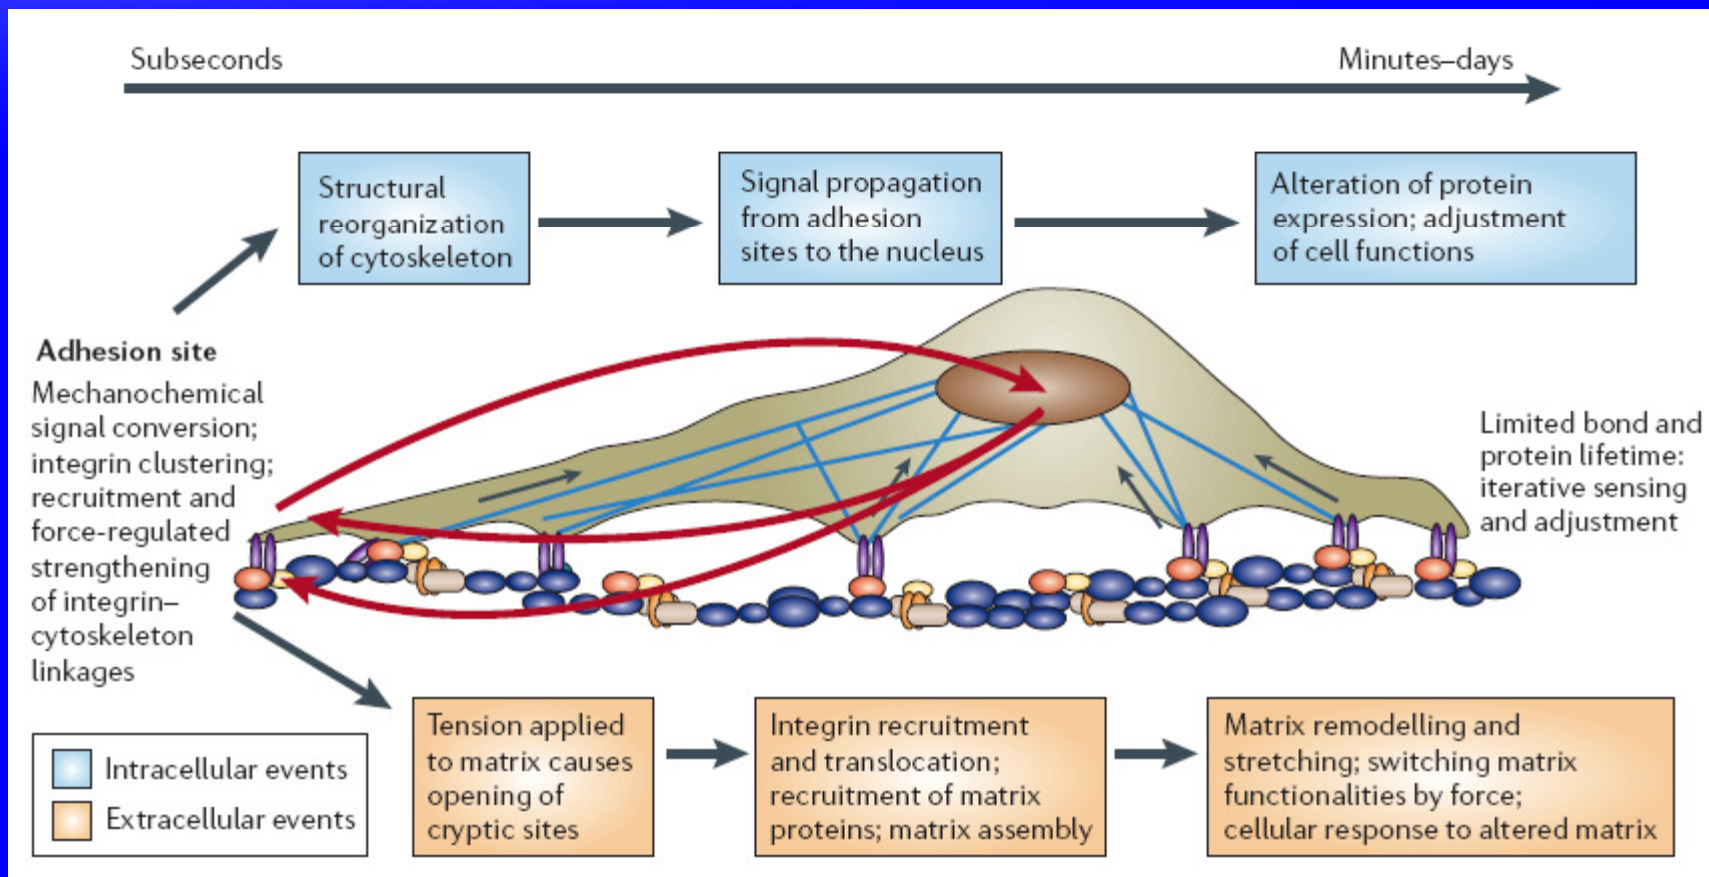 Subseconds
Minutes–days
Structural
reorganization
of cytoskeleton
Signal propagation
from adhesion
sites to the nucleus
Alteration of protein
expression; adjustment
of cell functions
Adhesion site
Mechanochemical
signal conversion;
integrin clustering;
recruitment and
force-regulated
strengthening
of integrin–
cytoskeleton
linkages
Limited bond and
protein lifetime:
iterative sensing
and adjustment
Intracellular events
Extracellular events
Tension applied
to matrix causes
opening of
cryptic sites
Integrin recruitment
and translocation;
recruitment of matrix
proteins; matrix assembly
Matrix remodelling and
stretching; switching matrix
functionalities by force;
cellular response to altered matrix